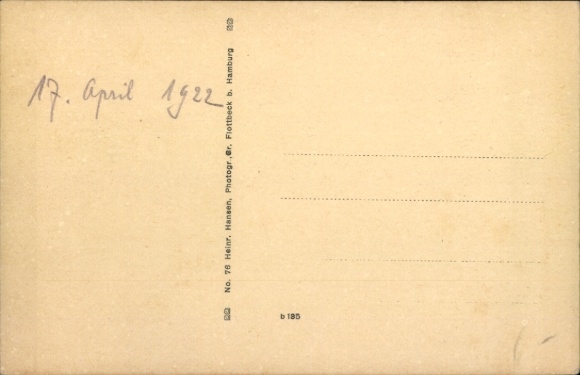 17. April 1922
No. 78 Heinr. Hansen, Photogr., Gr. Flottbeck b. Hamburg
b 185